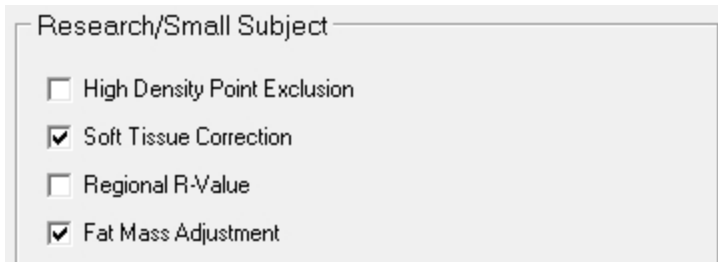 Research/Small Subject
High Density Point Exclusion
Soft Tissue Correction
Regional R-Value
Fat Mass Adjustment